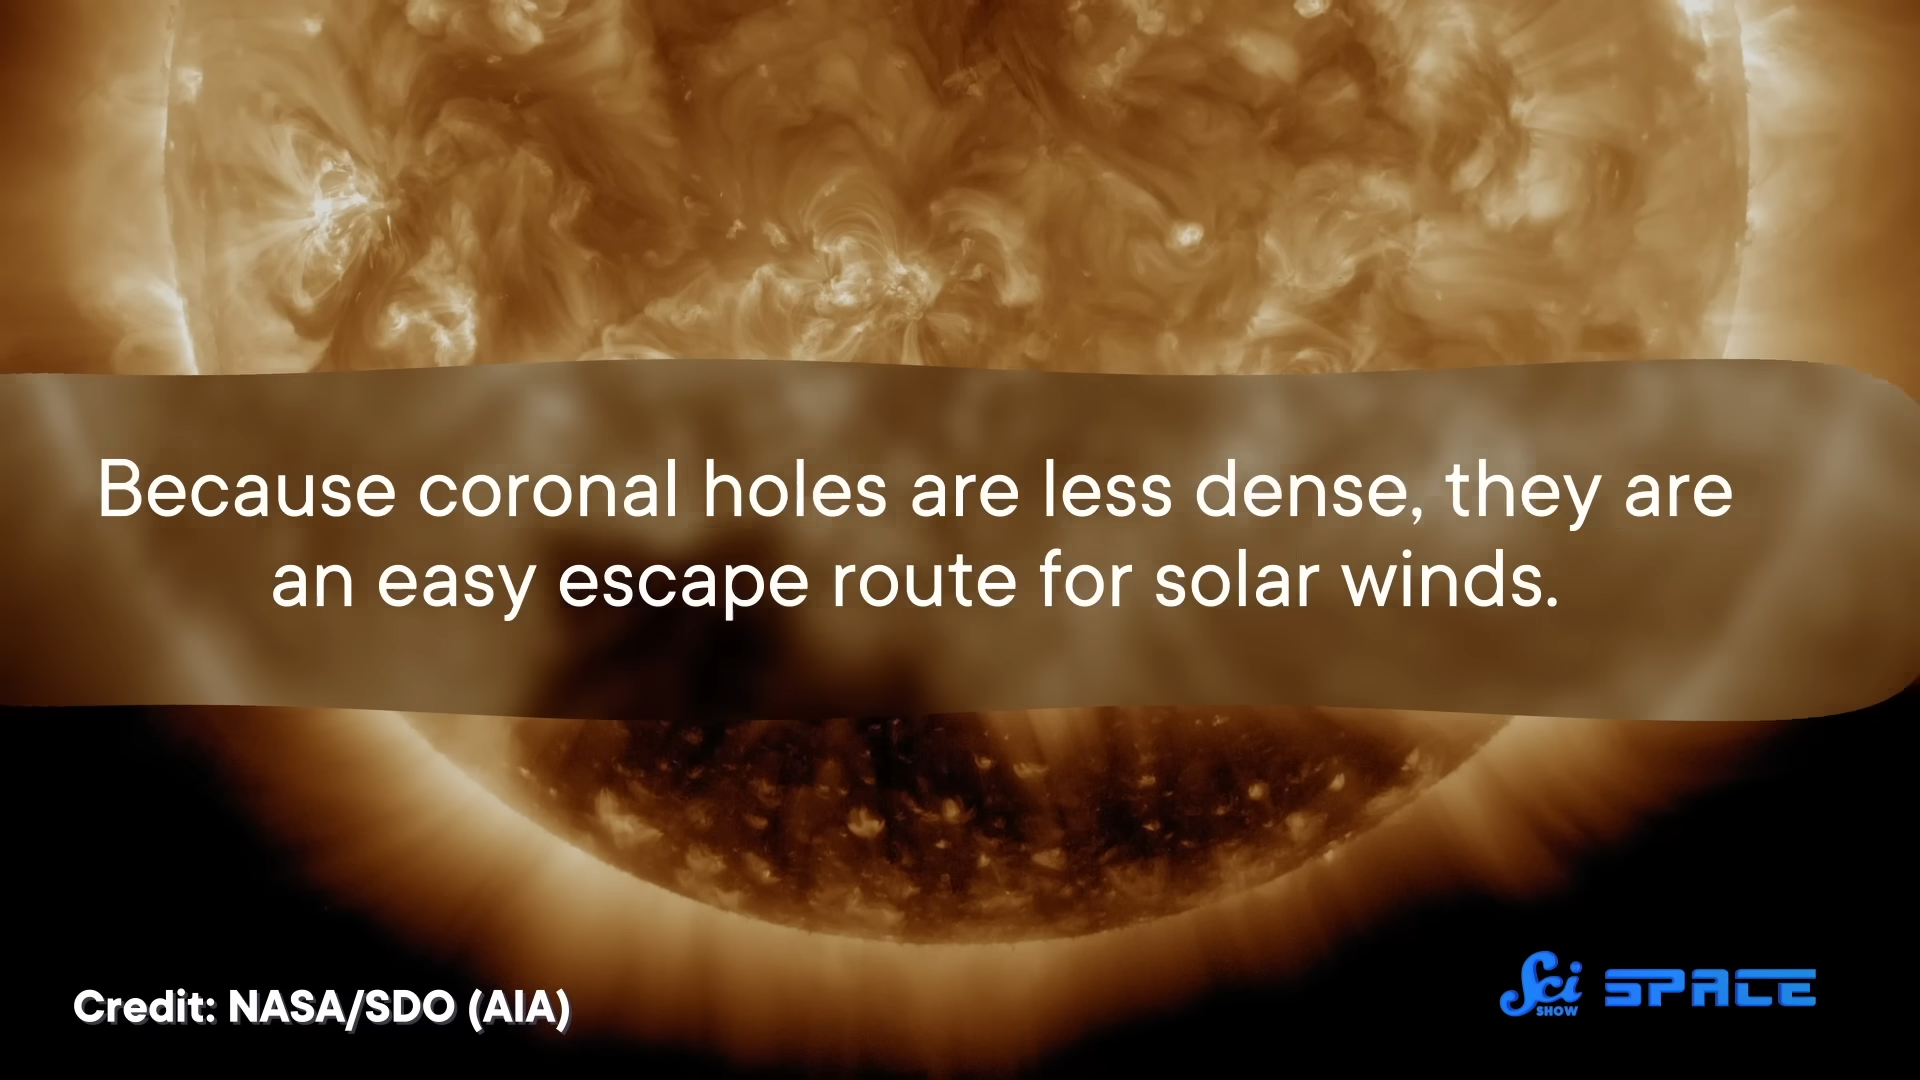 Because coronal holes are less dense, they are
an easy escape route for solar winds.
Credit: NASA/SDO (AIA)
Sci SHOW SPACE